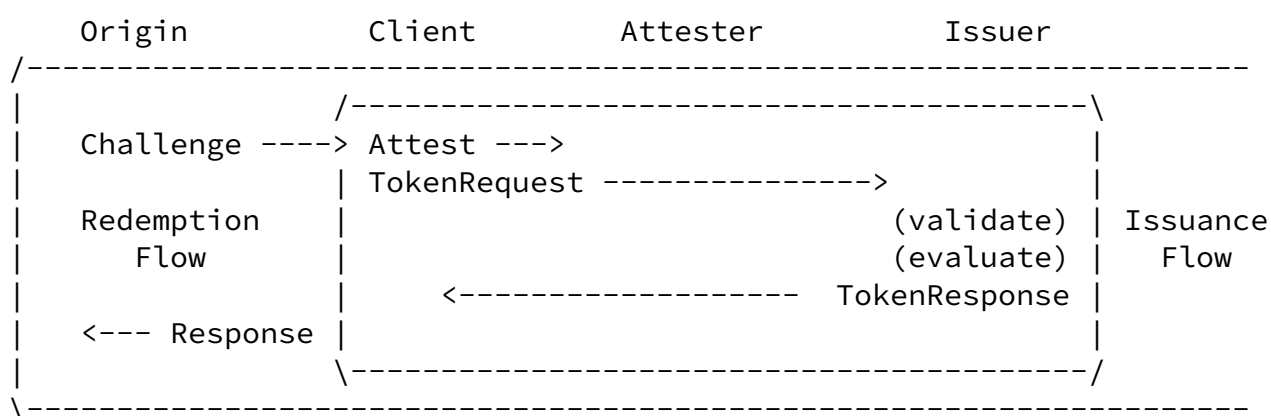 Origin          Client        Attester          Issuer
 /--------------------------------------------------------------------
 |                 /-----------------------------------------\
 |   Challenge ----> Attest --->                             |
 |                 | TokenRequest --------------->           |
 |   Redemption    |                              (validate) | Issuance
 |      Flow       |                              (evaluate) |   Flow
 |                 |     <-------------------  TokenResponse |
 |   <--- Response |                                         |
 |                 \-----------------------------------------/
 \--------------------------------------------------------------------